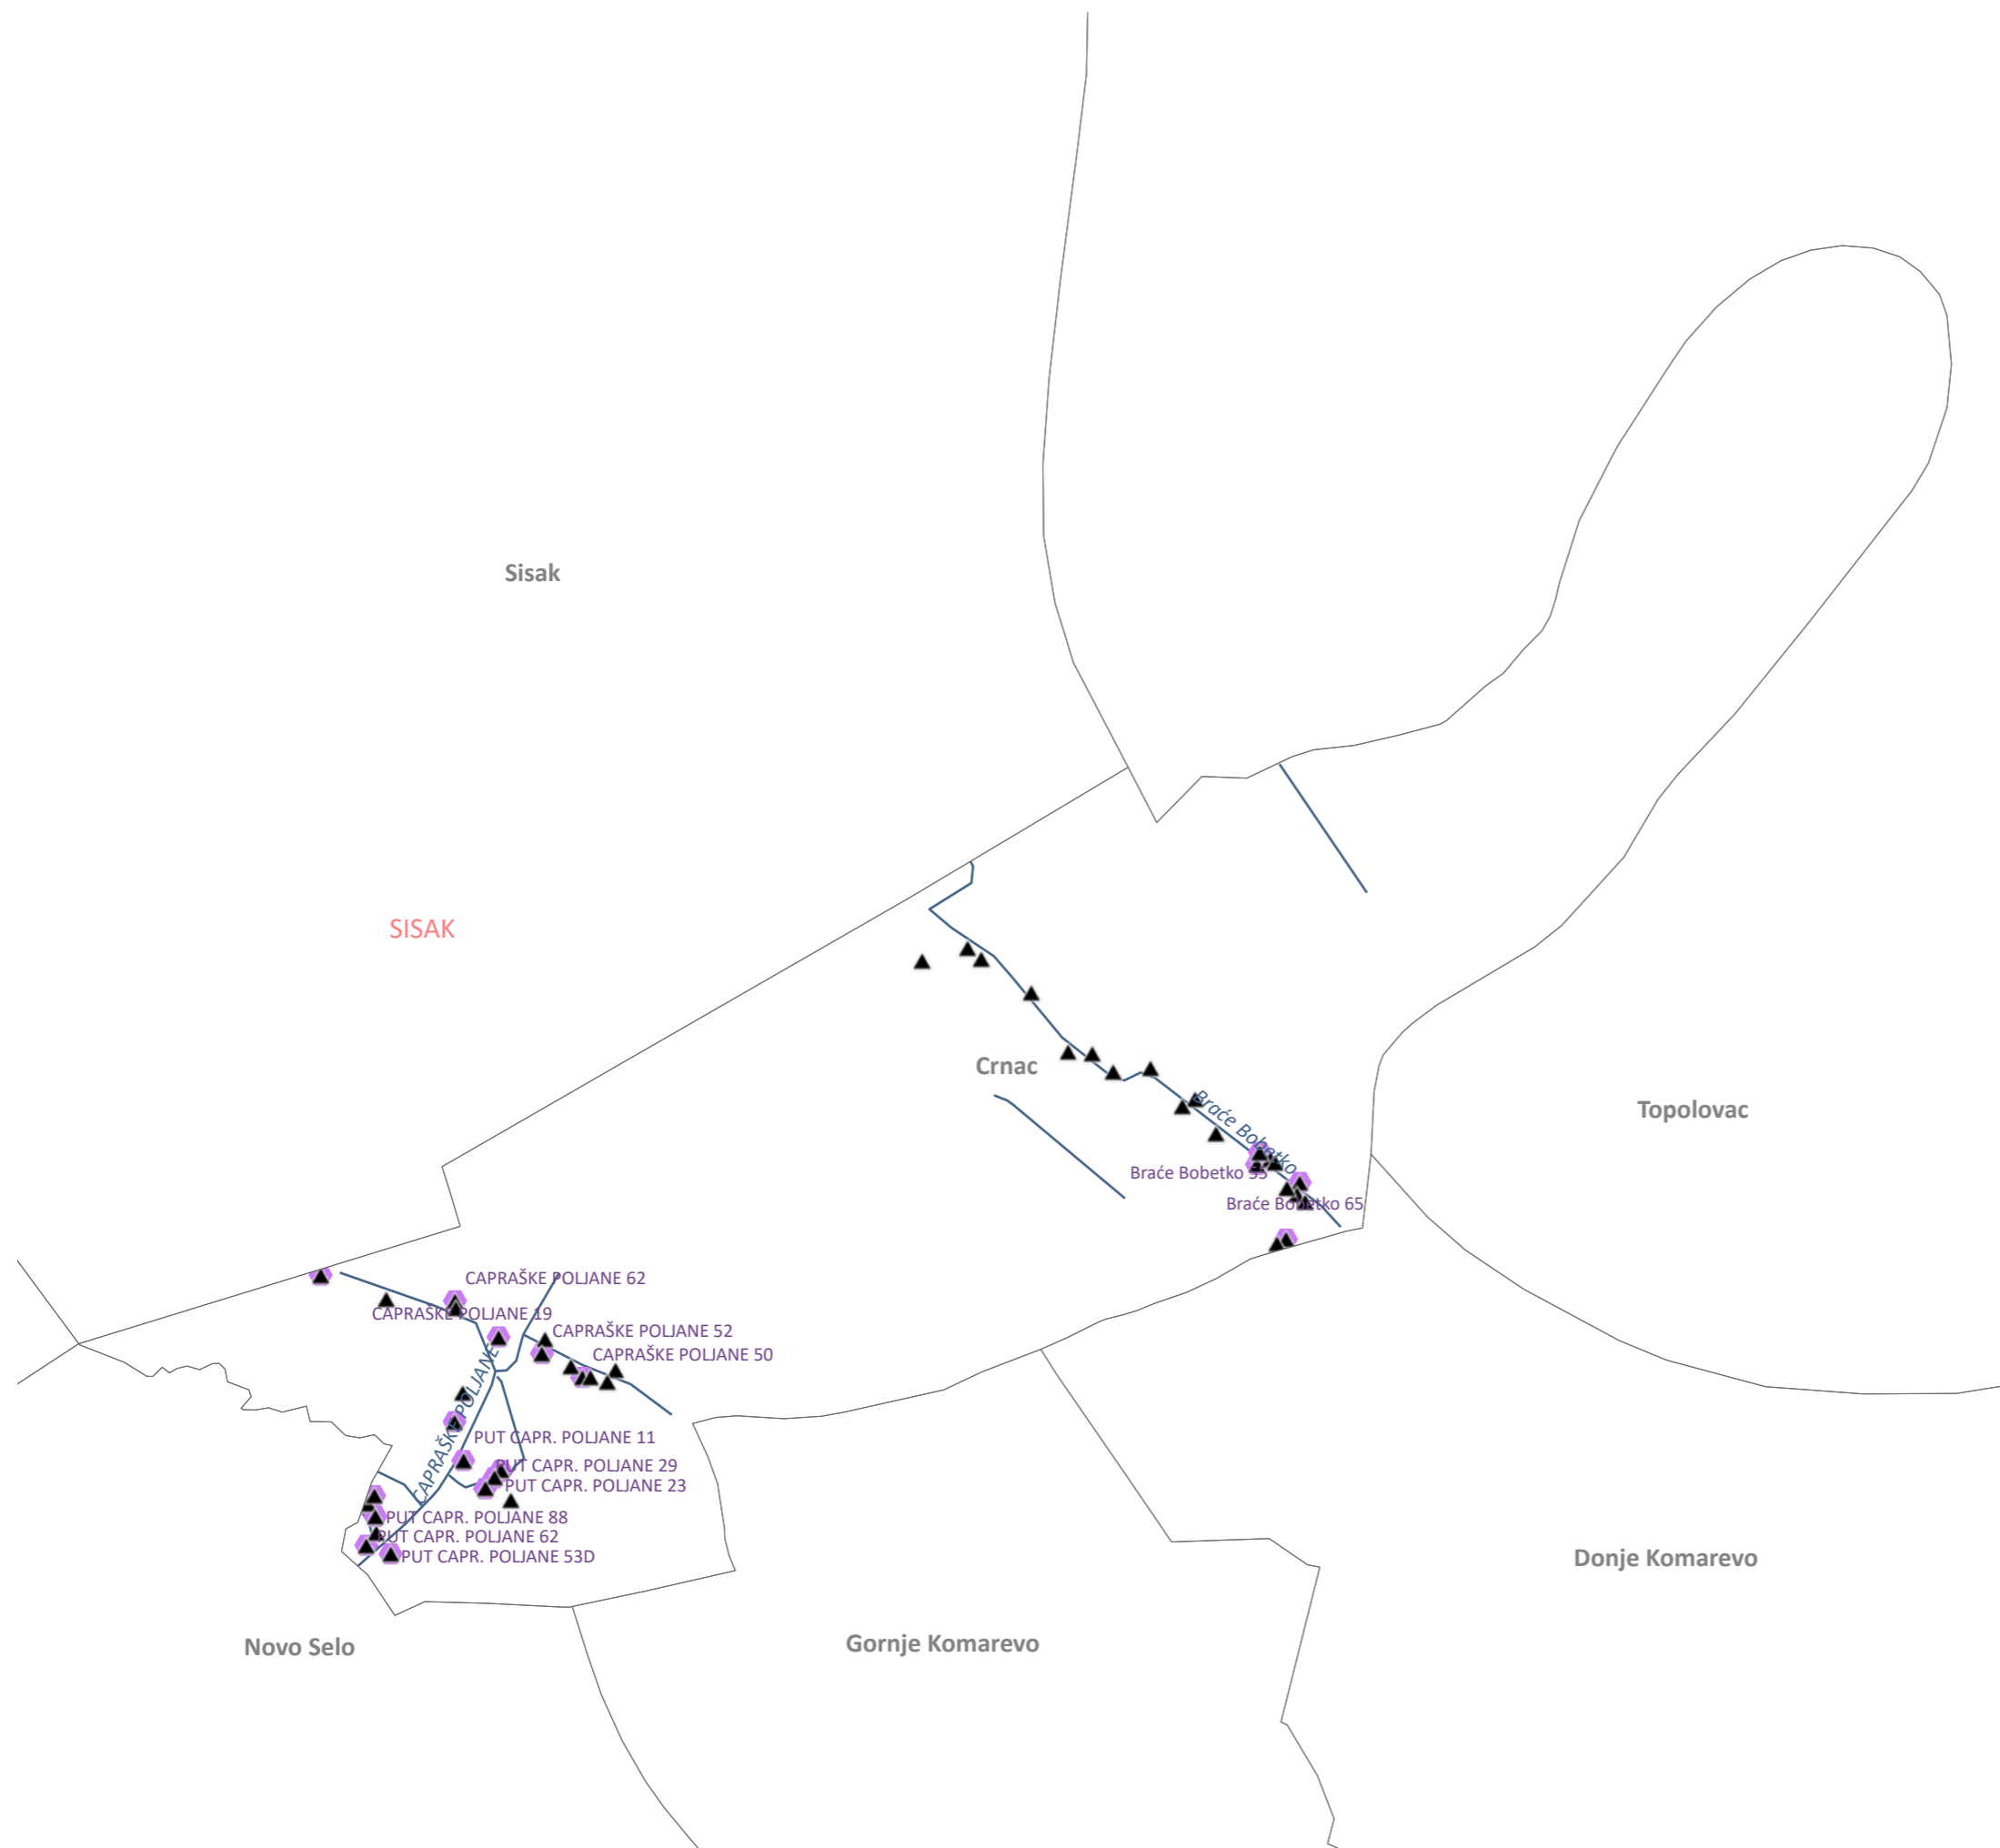 Sisak
SISAK
Crnac
Braće Bobetko
Topolovac
Braće Bobetko 55
Braće Bobetko 65
CAPRAŠKE POLJANE 62
CAPRAŠKE POLJANE 19
CAPRAŠKE POLJANE 52
CAPRAŠKE POLJANE 50
CAPRAŠKE POLJANE
PUT CAPR. POLJANE 11
PUT CAPR. POLJANE 29
PUT CAPR. POLJANE 23
PUT CAPR. POLJANE 88
PUT CAPR. POLJANE 62
PUT CAPR. POLJANE 53D
Donje Komarevo
Gornje Komarevo
Novo Selo